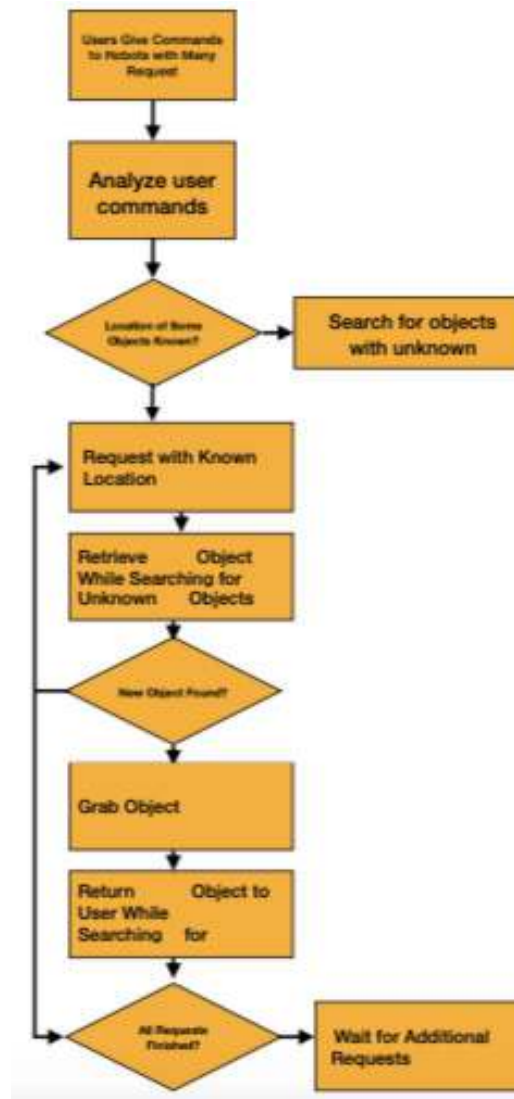 Users Give Commands
to Robots with Many
Request
Analyze user
commands
Location of Some
Objects Known?
Search for objects
with unknown
Request with Known
Location
Retrieve Object
While Searching for
Unknown Objects
New Object Found?
Grab Object
Return Object to
User While
Searching for
All Requests
Finished?
Wait for Additional
Requests